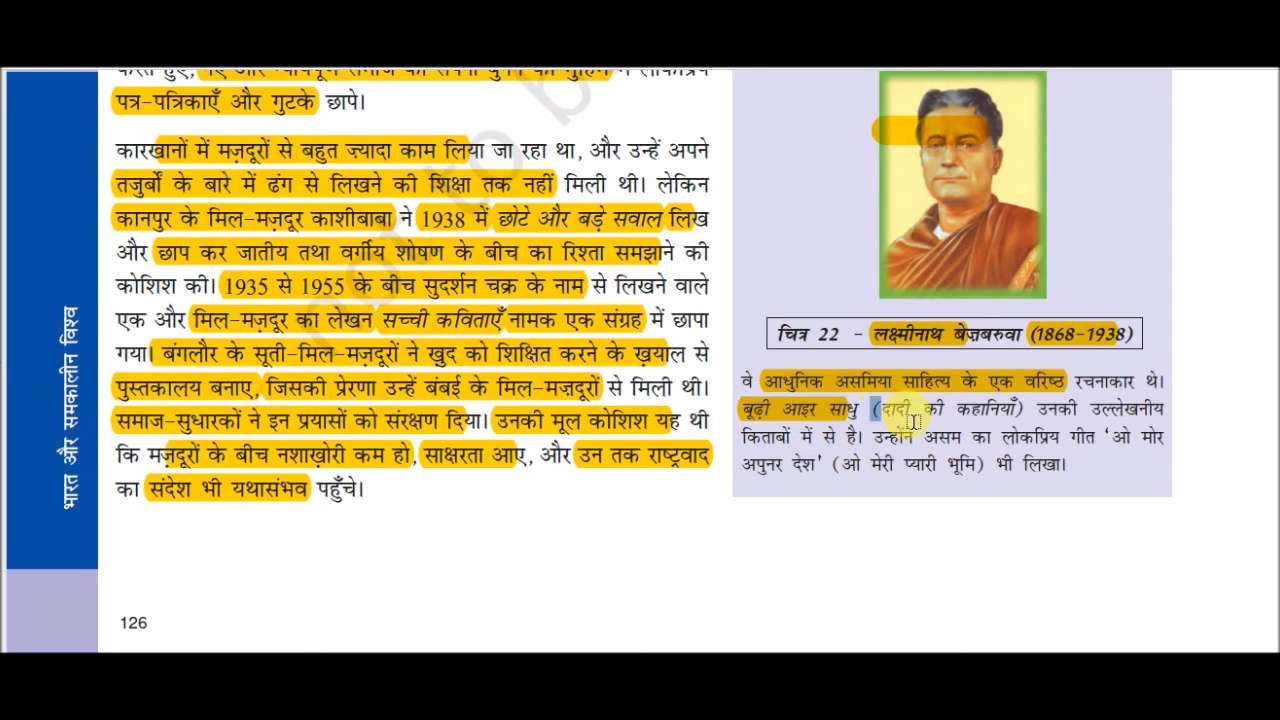 पत्र-पत्रिकाएँ और गुटके छापे।
कारखानों में मज़दूरों से बहुत ज़्यादा काम लिया जा रहा था, और उन्हें अपने
तजुर्बों के बारे में ढंग से लिखने की शिक्षा तक नहीं मिली थी। लेकिन
कानपुर के मिल-मज़दूर काशीबाबा ने 1938 में छोटे और बड़े सवाल लिख
और छाप कर जातीय तथा वर्गीय शोषण के बीच का रिश्ता समझाने की
कोशिश की। 1935 से 1955 के बीच सुदर्शन चक्र के नाम से लिखने वाले
एक और मिल-मज़दूर का लेखन सच्ची कविताएँ नामक एक संग्रह में छापा
गया। बंगलौर के सूती-मिल-मज़दूरों ने खुद को शिक्षित करने के ख़याल से
पुस्तकालय बनाए, जिसकी प्रेरणा उन्हें बंबई के मिल-मज़दूरों से मिली थी।
समाज-सुधारकों ने इन प्रयासों को संरक्षण दिया। उनकी मूल कोशिश यह थी
कि मज़दूरों के बीच नशाख़ोरी कम हो, साक्षरता आए, और उन तक राष्ट्रवाद
का संदेश भी यथासंभव पहुँचे।
चित्र 22 - लक्ष्मीनाथ बेज़बरुवा (1868-1938)
वे आधुनिक असमिया साहित्य के एक वरिष्ठ रचनाकार थे।
बूढ़ी आइर साधु (दादी की कहानियाँ) उनकी उल्लेखनीय
किताबों में से है। उन्होंने असम का लोकप्रिय गीत 'ओ मोर
अपुनर देश' (ओ मेरी प्यारी भूमि) भी लिखा।
भारत और समकालीन विश्व
126
not to b